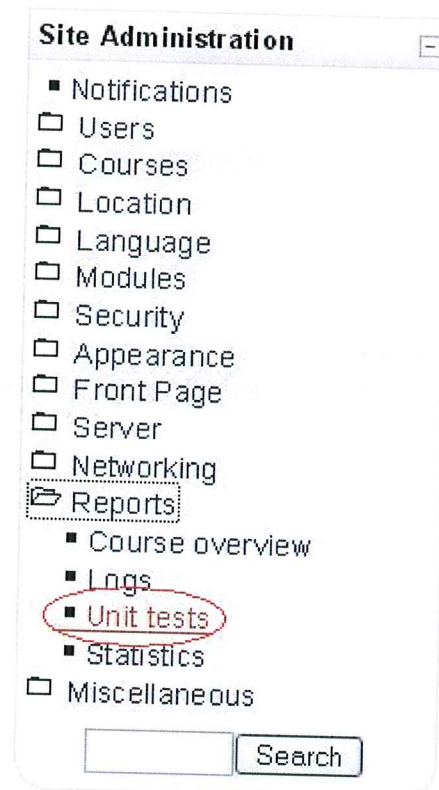 Site Administration
Notifications
Users
Courses
Location
Language
Modules
Security
Appearance
Front Page
Server
Networking
Reports
Course overview
Logs
Unit tests
Statistics
Miscellaneous
Search